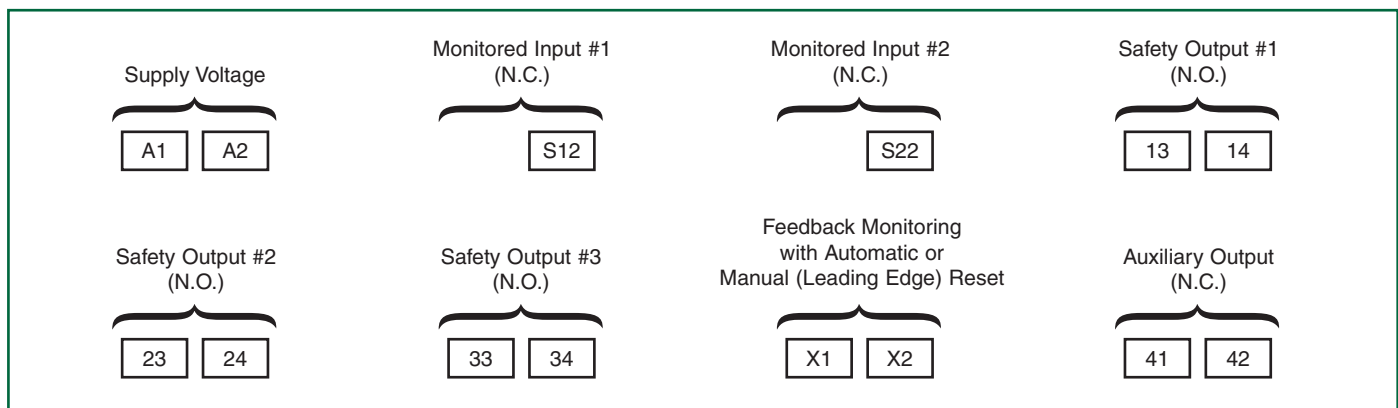 Supply Voltage
A1 A2
Monitored Input #1
(N.C.)
S12
Monitored Input #2
(N.C.)
S22
Safety Output #1
(N.O.)
13 14
Safety Output #2
(N.O.)
23 24
Safety Output #3
(N.O.)
33 34
Feedback Monitoring
with Automatic or
Manual (Leading Edge) Reset
X1 X2
Auxiliary Output
(N.C.)
41 42